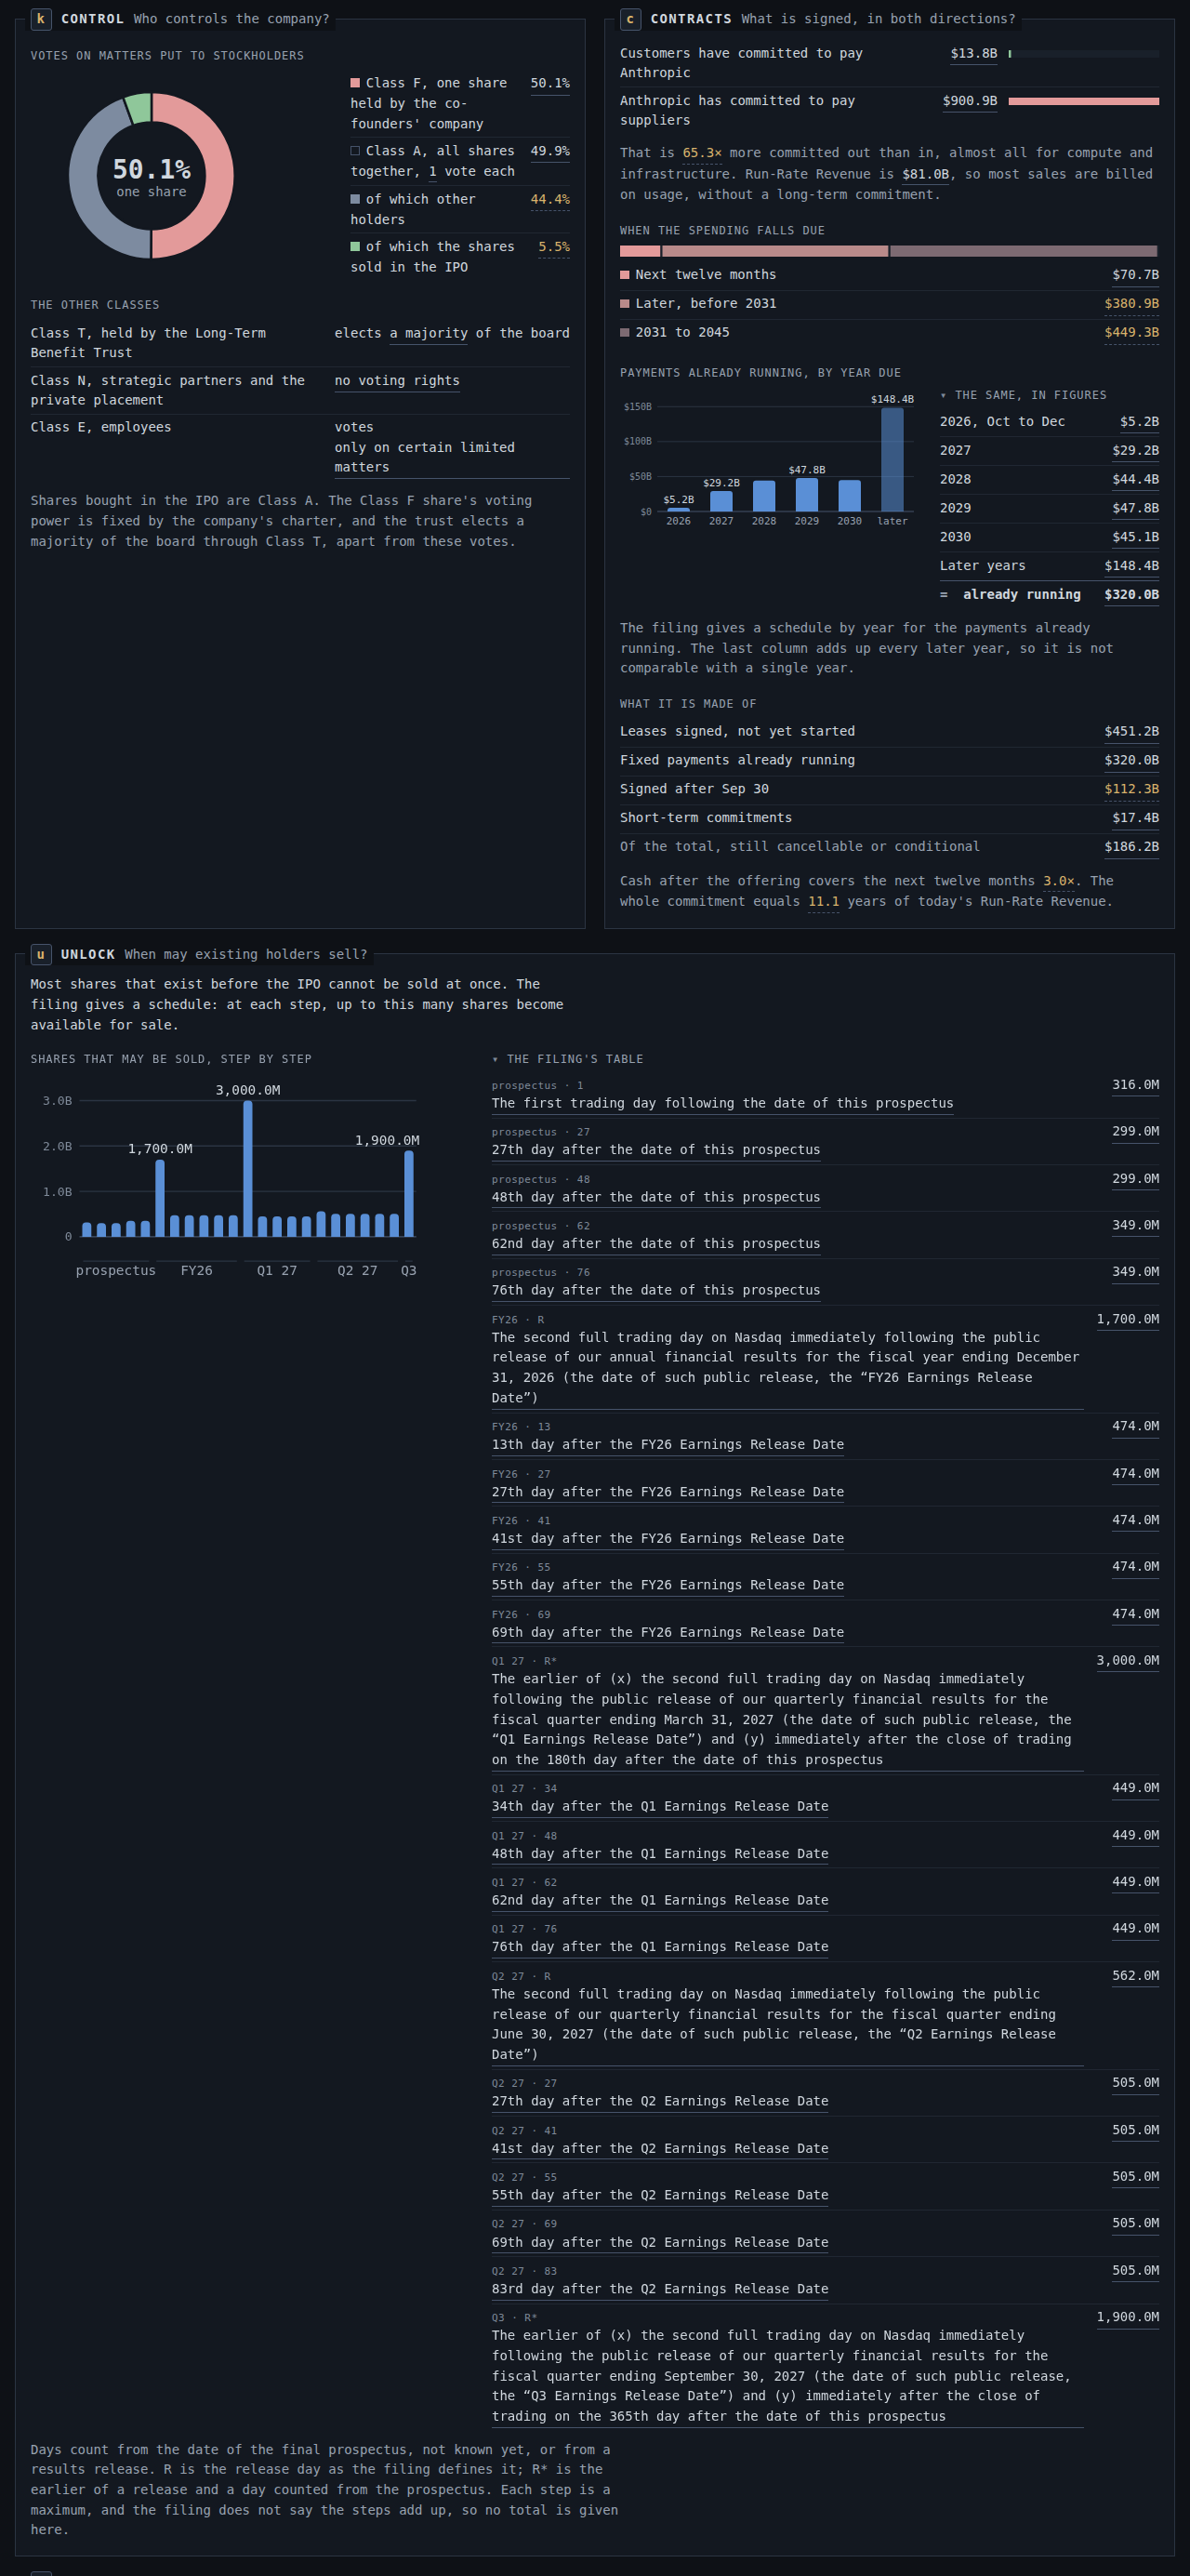 k CONTROL Who controls the company?
VOTES ON MATTERS PUT TO STOCKHOLDERS
50.1%
one share
Class F, one share held by the co-founders' company 50.1%
Class A, all shares together, 1 vote each 49.9%
of which other holders 44.4%
of which the shares sold in the IPO 5.5%
THE OTHER CLASSES
Class T, held by the Long-Term Benefit Trust elects a majority of the board
Class N, strategic partners and the private placement no voting rights
Class E, employees votes only on certain limited matters
Shares bought in the IPO are Class A. The Class F share's voting
power is fixed by the company's charter, and the trust elects a
majority of the board through Class T, apart from these votes.
c CONTRACTS What is signed, in both directions?
Customers have committed to pay Anthropic $13.8B
Anthropic has committed to pay suppliers $900.9B
That is 65.3× more committed out than in, almost all for compute and
infrastructure. Run-Rate Revenue is $81.0B, so most sales are billed
on usage, without a long-term commitment.
WHEN THE SPENDING FALLS DUE
Next twelve months $70.7B
Later, before 2031 $380.9B
2031 to 2045 $449.3B
PAYMENTS ALREADY RUNNING, BY YEAR DUE
$150B
$100B
$50B
$0
$5.2B
$29.2B
$47.8B
$148.4B
2026 2027 2028 2029 2030 later
▾ THE SAME, IN FIGURES
2026, Oct to Dec $5.2B
2027 $29.2B
2028 $44.4B
2029 $47.8B
2030 $45.1B
Later years $148.4B
= already running $320.0B
The filing gives a schedule by year for the payments already
running. The last column adds up every later year, so it is not
comparable with a single year.
WHAT IT IS MADE OF
Leases signed, not yet started $451.2B
Fixed payments already running $320.0B
Signed after Sep 30 $112.3B
Short-term commitments $17.4B
Of the total, still cancellable or conditional $186.2B
Cash after the offering covers the next twelve months 3.0×. The
whole commitment equals 11.1 years of today's Run-Rate Revenue.
u UNLOCK When may existing holders sell?
Most shares that exist before the IPO cannot be sold at once. The
filing gives a schedule: at each step, up to this many shares become
available for sale.
SHARES THAT MAY BE SOLD, STEP BY STEP
3.0B
2.0B
1.0B
0
1,700.0M
3,000.0M
1,900.0M
prospectus FY26 Q1 27 Q2 27 Q3
▾ THE FILING'S TABLE
prospectus · 1 316.0M
The first trading day following the date of this prospectus
prospectus · 27 299.0M
27th day after the date of this prospectus
prospectus · 48 299.0M
48th day after the date of this prospectus
prospectus · 62 349.0M
62nd day after the date of this prospectus
prospectus · 76 349.0M
76th day after the date of this prospectus
FY26 · R 1,700.0M
The second full trading day on Nasdaq immediately following the public
release of our annual financial results for the fiscal year ending December
31, 2026 (the date of such public release, the “FY26 Earnings Release
Date”)
FY26 · 13 474.0M
13th day after the FY26 Earnings Release Date
FY26 · 27 474.0M
27th day after the FY26 Earnings Release Date
FY26 · 41 474.0M
41st day after the FY26 Earnings Release Date
FY26 · 55 474.0M
55th day after the FY26 Earnings Release Date
FY26 · 69 474.0M
69th day after the FY26 Earnings Release Date
Q1 27 · R* 3,000.0M
The earlier of (x) the second full trading day on Nasdaq immediately
following the public release of our quarterly financial results for the
fiscal quarter ending March 31, 2027 (the date of such public release, the
“Q1 Earnings Release Date”) and (y) immediately after the close of trading
on the 180th day after the date of this prospectus
Q1 27 · 34 449.0M
34th day after the Q1 Earnings Release Date
Q1 27 · 48 449.0M
48th day after the Q1 Earnings Release Date
Q1 27 · 62 449.0M
62nd day after the Q1 Earnings Release Date
Q1 27 · 76 449.0M
76th day after the Q1 Earnings Release Date
Q2 27 · R 562.0M
The second full trading day on Nasdaq immediately following the public
release of our quarterly financial results for the fiscal quarter ending
June 30, 2027 (the date of such public release, the “Q2 Earnings Release
Date”)
Q2 27 · 27 505.0M
27th day after the Q2 Earnings Release Date
Q2 27 · 41 505.0M
41st day after the Q2 Earnings Release Date
Q2 27 · 55 505.0M
55th day after the Q2 Earnings Release Date
Q2 27 · 69 505.0M
69th day after the Q2 Earnings Release Date
Q2 27 · 83 505.0M
83rd day after the Q2 Earnings Release Date
Q3 · R* 1,900.0M
The earlier of (x) the second full trading day on Nasdaq immediately
following the public release of our quarterly financial results for the
fiscal quarter ending September 30, 2027 (the date of such public release,
the “Q3 Earnings Release Date”) and (y) immediately after the close of
trading on the 365th day after the date of this prospectus
Days count from the date of the final prospectus, not known yet, or from a
results release. R is the release day as the filing defines it; R* is the
earlier of a release and a day counted from the prospectus. Each step is a
maximum, and the filing does not say the steps add up, so no total is given
here.